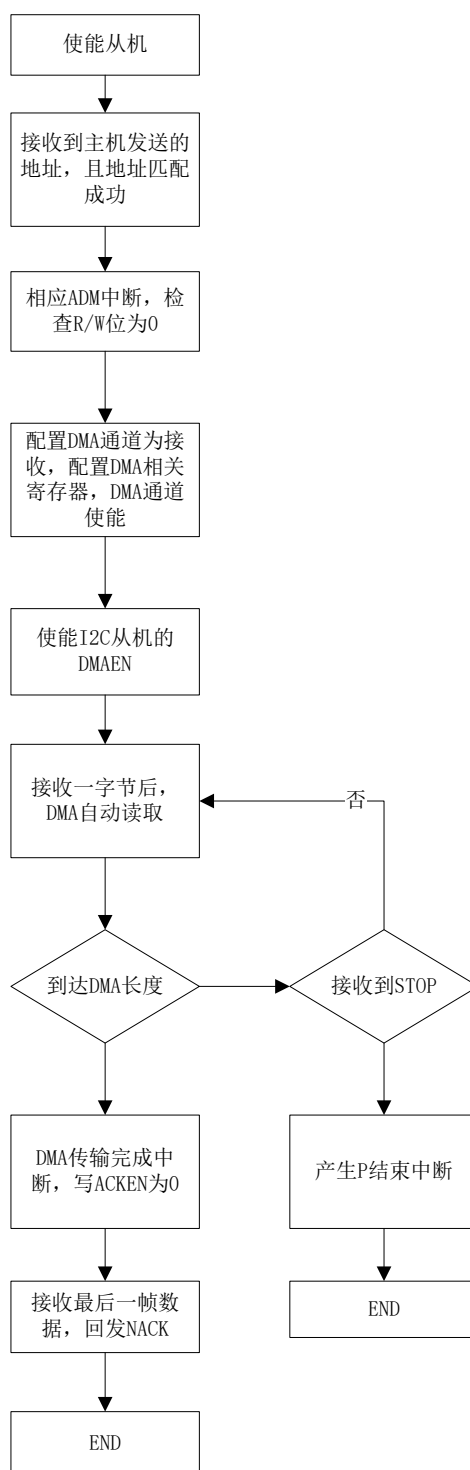 使能从机
接收到主机发送的
地址，且地址匹配
成功
相应ADM中断，检
查R/W位为0
配置DMA通道为接
收，配置DMA相关
寄存器，DMA通道
使能
使能I2C从机的
DMAEN
接收一字节后，
DMA自动读取
否
到达DMA长度
接收到STOP
DMA传输完成中
断，写ACKEN为0
产生P结束中断
接收最后一帧数
据，回发NACK
END
END